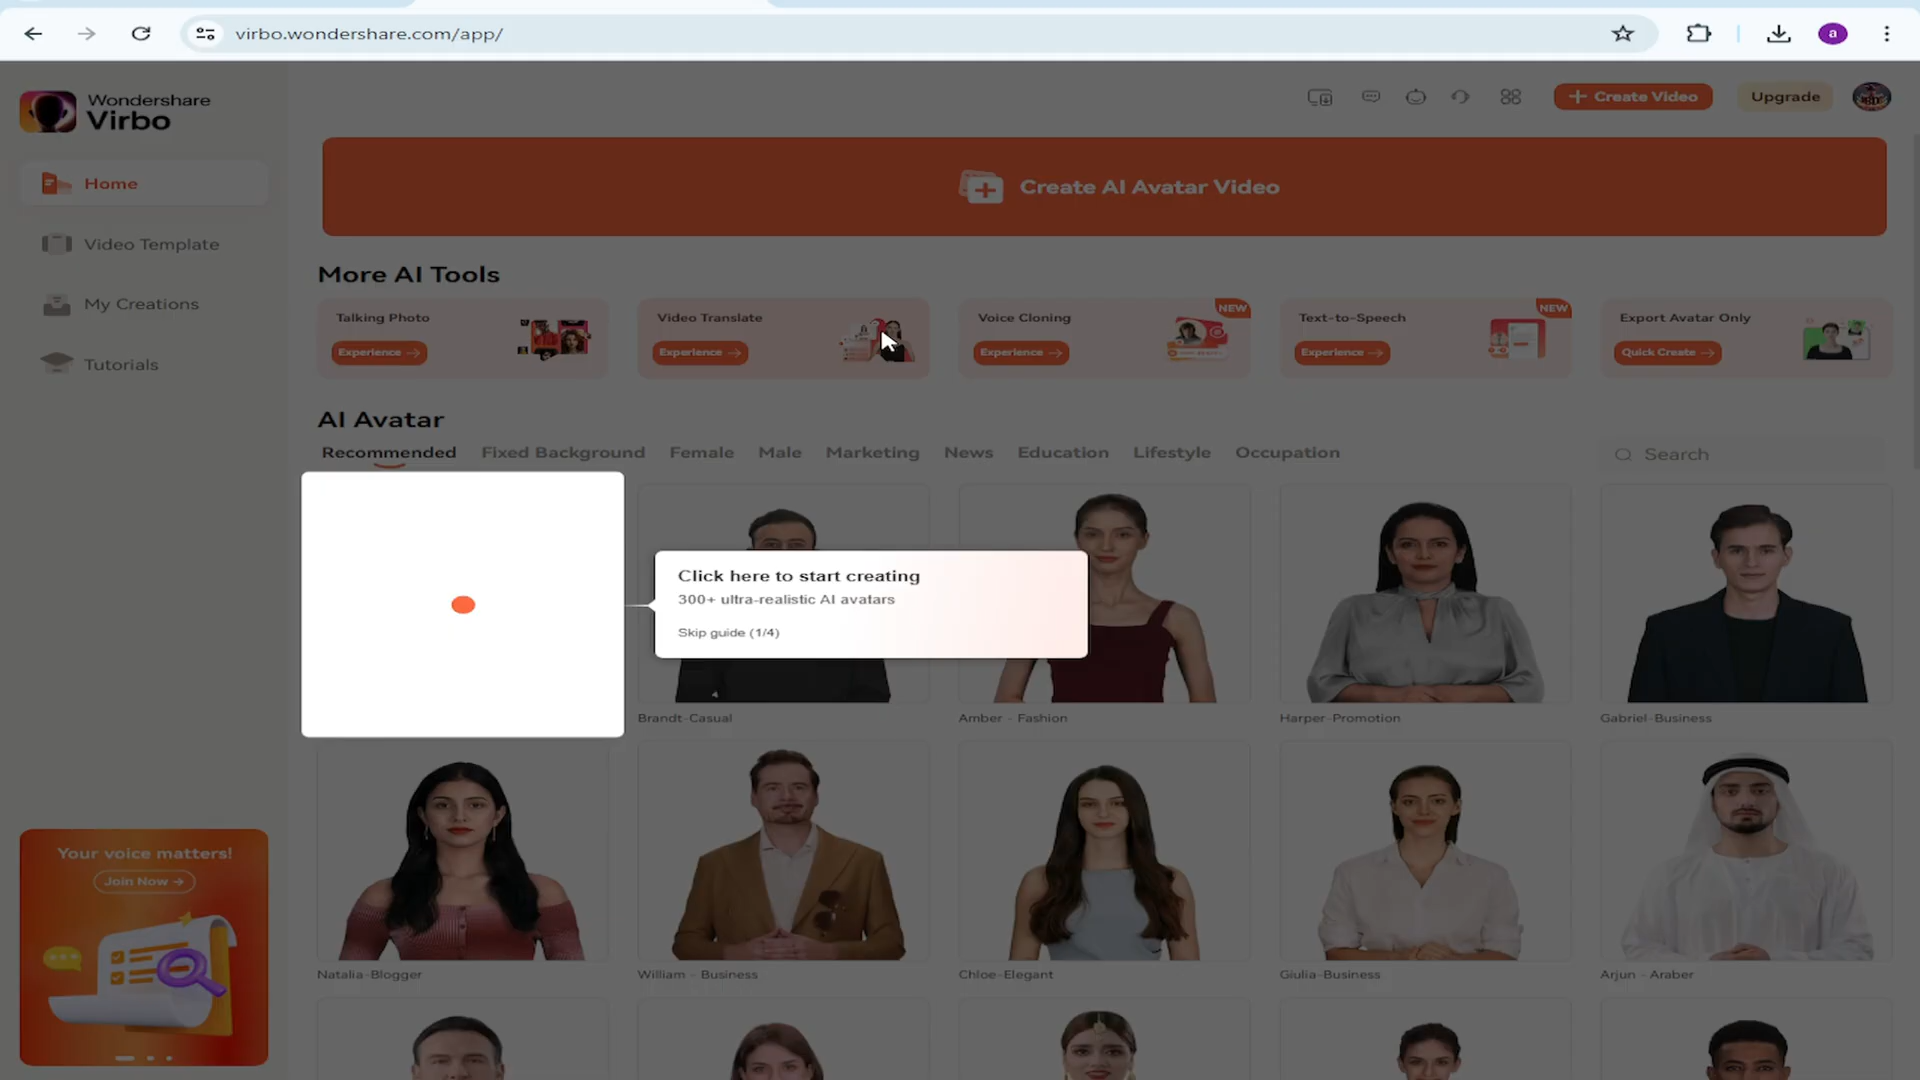 virbo.wondershare.com/app/
a
Wondershare
Virbo
Create Video
Upgrade
Home
Video Template
My Creations
Tutorials
Create AI Avatar Video
More AI Tools
Talking Photo
Experience →
Video Translate
Experience →
Voice Cloning
NEW
Experience →
Text-to-Speech
NEW
Experience →
Export Avatar Only
Quick Create →
AI Avatar
Recommended
Fixed Background
Female
Male
Marketing
News
Education
Lifestyle
Occupation
Search
Click here to start creating
300+ ultra-realistic AI avatars
Skip guide (1/4)
Brandt-Casual
Amber - Fashion
Harper-Promotion
Gabriel-Business
Natalia-Blogger
William - Business
Chloe-Elegant
Giulia-Business
Arjun - Araber
Your voice matters!
Join Now →